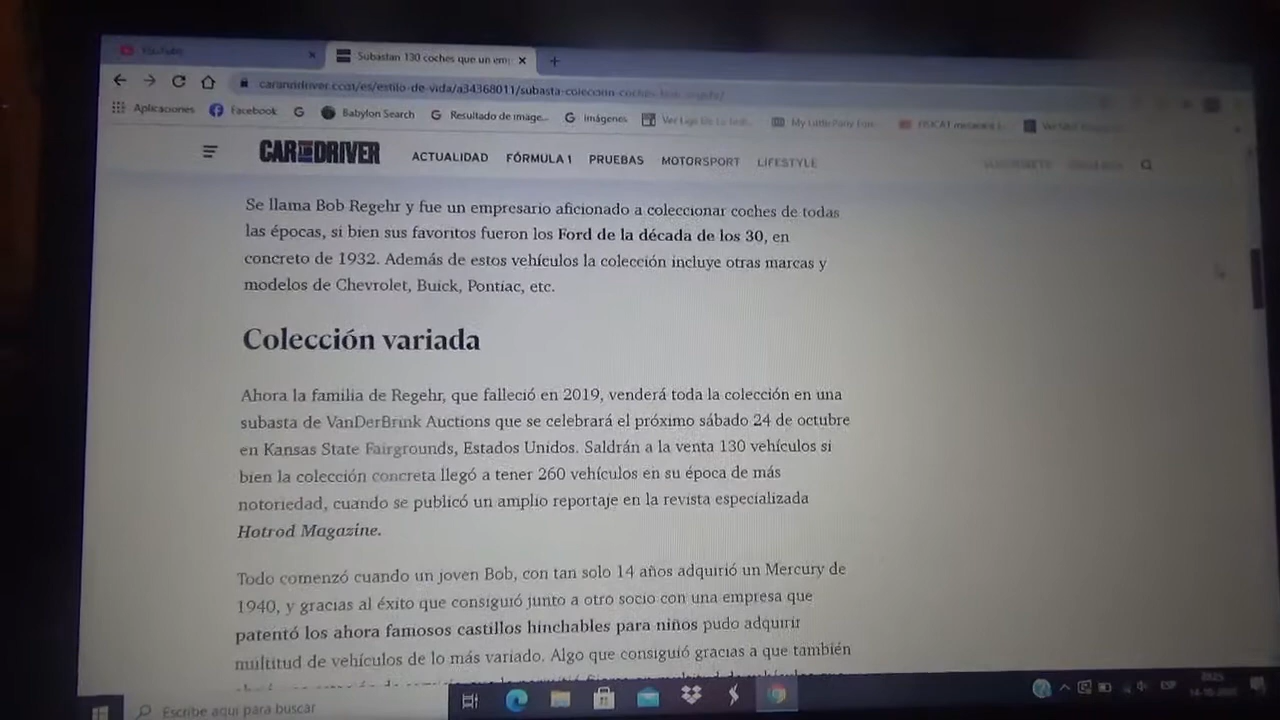 YouTube
Subastan 130 coches que un emp
caranddriver.com/es/estilo-de-vida/a34368011/subasta-coleccion-coches-
Aplicaciones Facebook Babylon Search Resultado de image... Imágenes
CAR AND DRIVER ACTUALIDAD FÓRMULA 1 PRUEBAS MOTORSPORT LIFESTYLE
Se llama Bob Regehr y fue un empresario aficionado a coleccionar coches de todas
las épocas, si bien sus favoritos fueron los Ford de la década de los 30, en
concreto de 1932. Además de estos vehículos la colección incluye otras marcas y
modelos de Chevrolet, Buick, Pontiac, etc.
Colección variada
Ahora la familia de Regehr, que falleció en 2019, venderá toda la colección en una
subasta de VanDerBrink Auctions que se celebrará el próximo sábado 24 de octubre
en Kansas State Fairgrounds, Estados Unidos. Saldrán a la venta 130 vehículos si
bien la colección concreta llegó a tener 260 vehículos en su época de más
notoriedad, cuando se publicó un amplio reportaje en la revista especializada
Hotrod Magazine.
Todo comenzó cuando un joven Bob, con tan solo 14 años adquirió un Mercury de
1940, y gracias al éxito que consiguió junto a otro socio con una empresa que
patentó los ahora famosos castillos hinchables para niños pudo adquirir
multitud de vehículos de lo más variado. Algo que consiguió gracias a que también
Escribe aquí para buscar
ESP